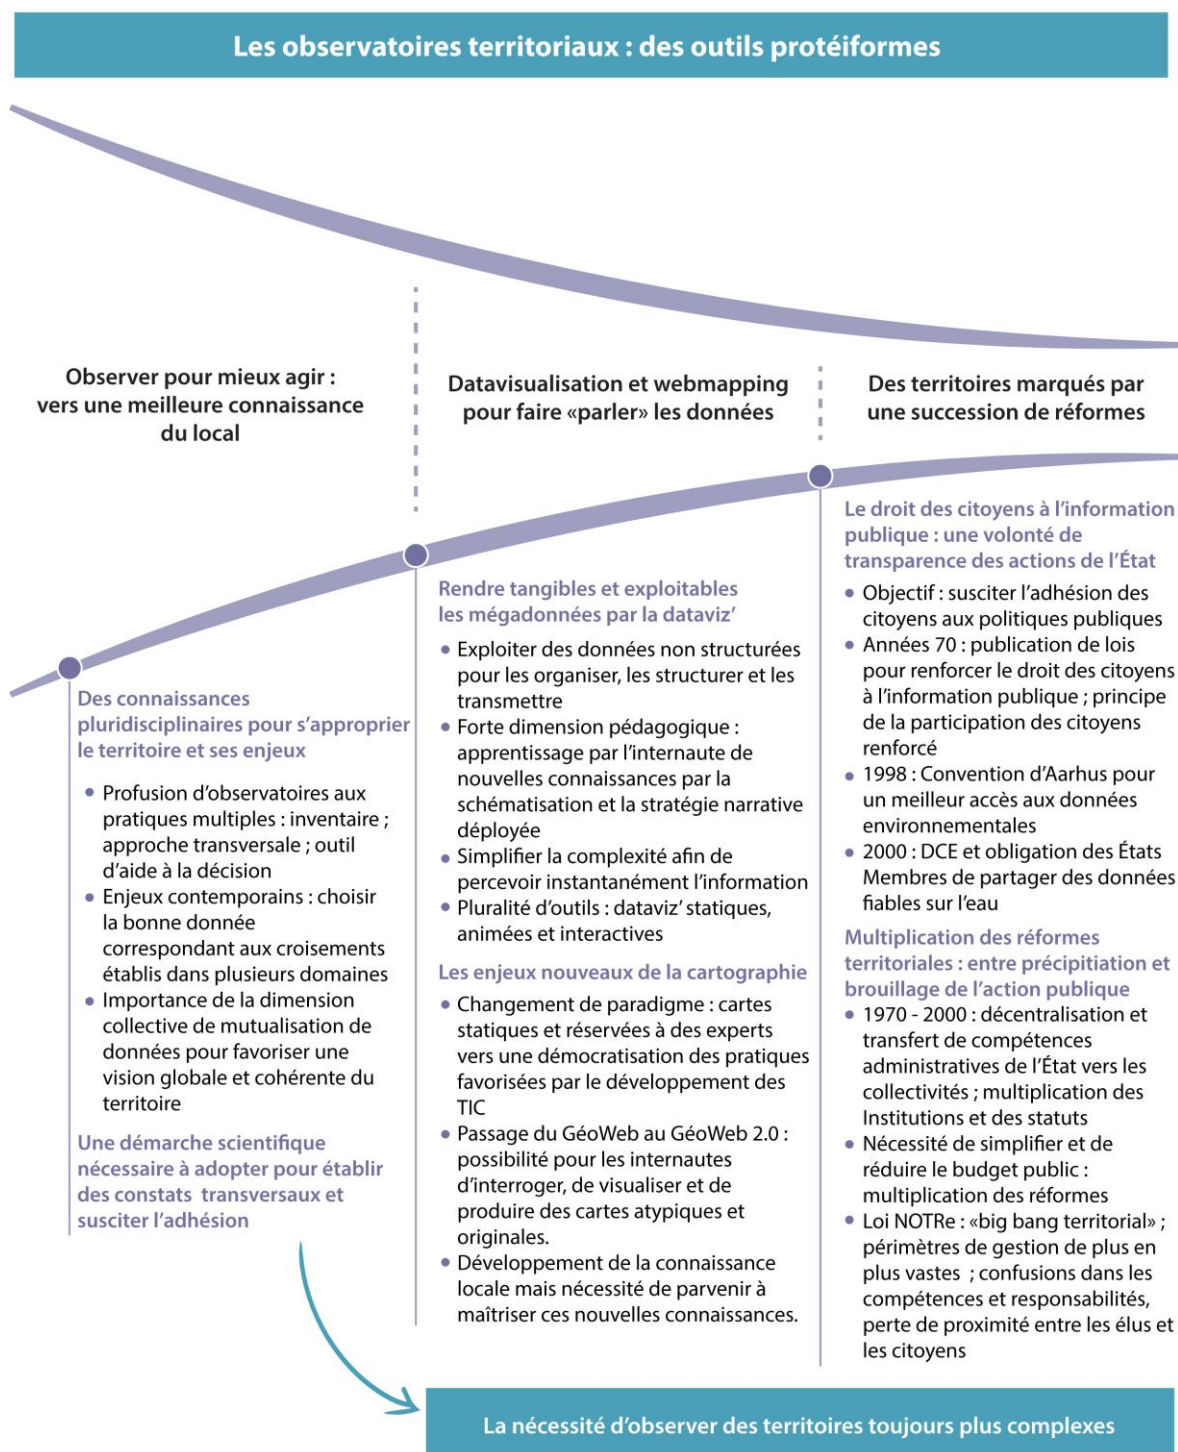 Les observatoires territoriaux : des outils protéiformes
Observer pour mieux agir :
vers une meilleure connaissance
du local
Des connaissances
pluridisciplinaires pour s’approprier
le territoire et ses enjeux
• Profusion d’observatoires aux
pratiques multiples : inventaire ;
approche transversale ; outil
d’aide à la décision
• Enjeux contemporains : choisir
la bonne donnée
correspondant aux croisements
établis dans plusieurs domaines
• Importance de la dimension
collective de mutualisation de
données pour favoriser une
vision globale et cohérente du
territoire
Une démarche scientifique
nécessaire à adopter pour établir
des constats transversaux et
susciter l’adhésion
Datavisualisation et webmapping
pour faire «parler» les données
Rendre tangibles et exploitables
les mégadonnées par la dataviz’
• Exploiter des données non structurées
pour les organiser, les structurer et les
transmettre
• Forte dimension pédagogique :
apprentissage par l’internaute de
nouvelles connaissances par la
schématisation et la stratégie narrative
déployée
• Simplifier la complexité afin de
percevoir instantanément l’information
• Pluralité d’outils : dataviz’ statiques,
animées et interactives
Les enjeux nouveaux de la cartographie
• Changement de paradigme : cartes
statiques et réservées à des experts
vers une démocratisation des pratiques
favorisées par le développement des
TIC
• Passage du GéoWeb au GéoWeb 2.0 :
possibilité pour les internautes
d’interroger, de visualiser et de
produire des cartes atypiques et
originales.
• Développement de la connaissance
locale mais nécessité de parvenir à
maîtriser ces nouvelles connaissances.
Des territoires marqués par
une succession de réformes
Le droit des citoyens à l’information
publique : une volonté de
transparence des actions de l’État
• Objectif : susciter l’adhésion des
citoyens aux politiques publiques
• Années 70 : publication de lois
pour renforcer le droit des citoyens
à l’information publique ; principe
de la participation des citoyens
renforcé
• 1998 : Convention d’Aarhus pour
un meilleur accès aux données
environnementales
• 2000 : DCE et obligation des États
Membres de partager des données
fiables sur l’eau
Multiplication des réformes
territoriales : entre précipitiation et
brouillage de l’action publique
• 1970 - 2000 : décentralisation et
transfert de compétences
administratives de l’État vers les
collectivités ; multiplication des
Institutions et des statuts
• Nécessité de simplifier et de
réduire le budget public :
multiplication des réformes
• Loi NOTRe : «big bang territorial» ;
périmètres de gestion de plus en
plus vastes ; confusions dans les
compétences et responsabilités,
perte de proximité entre les élus et
les citoyens
La nécessité d’observer des territoires toujours plus complexes